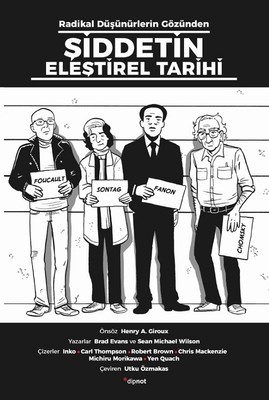 Radikal Düşünürlerin Gözünden
ŞİDDETİN
ELEŞTİREL TARİHİ
FOUCAULT
SONTAG
FANON
CHOMSKY
Önsöz Henry A. Giroux
Yazarlar Brad Evans ve Sean Michael Wilson
Çizerler Inko • Carl Thompson • Robert Brown • Chris Mackenzie
Michiru Morikawa • Yen Quach
Çeviren Utku Özmakas
dipnot